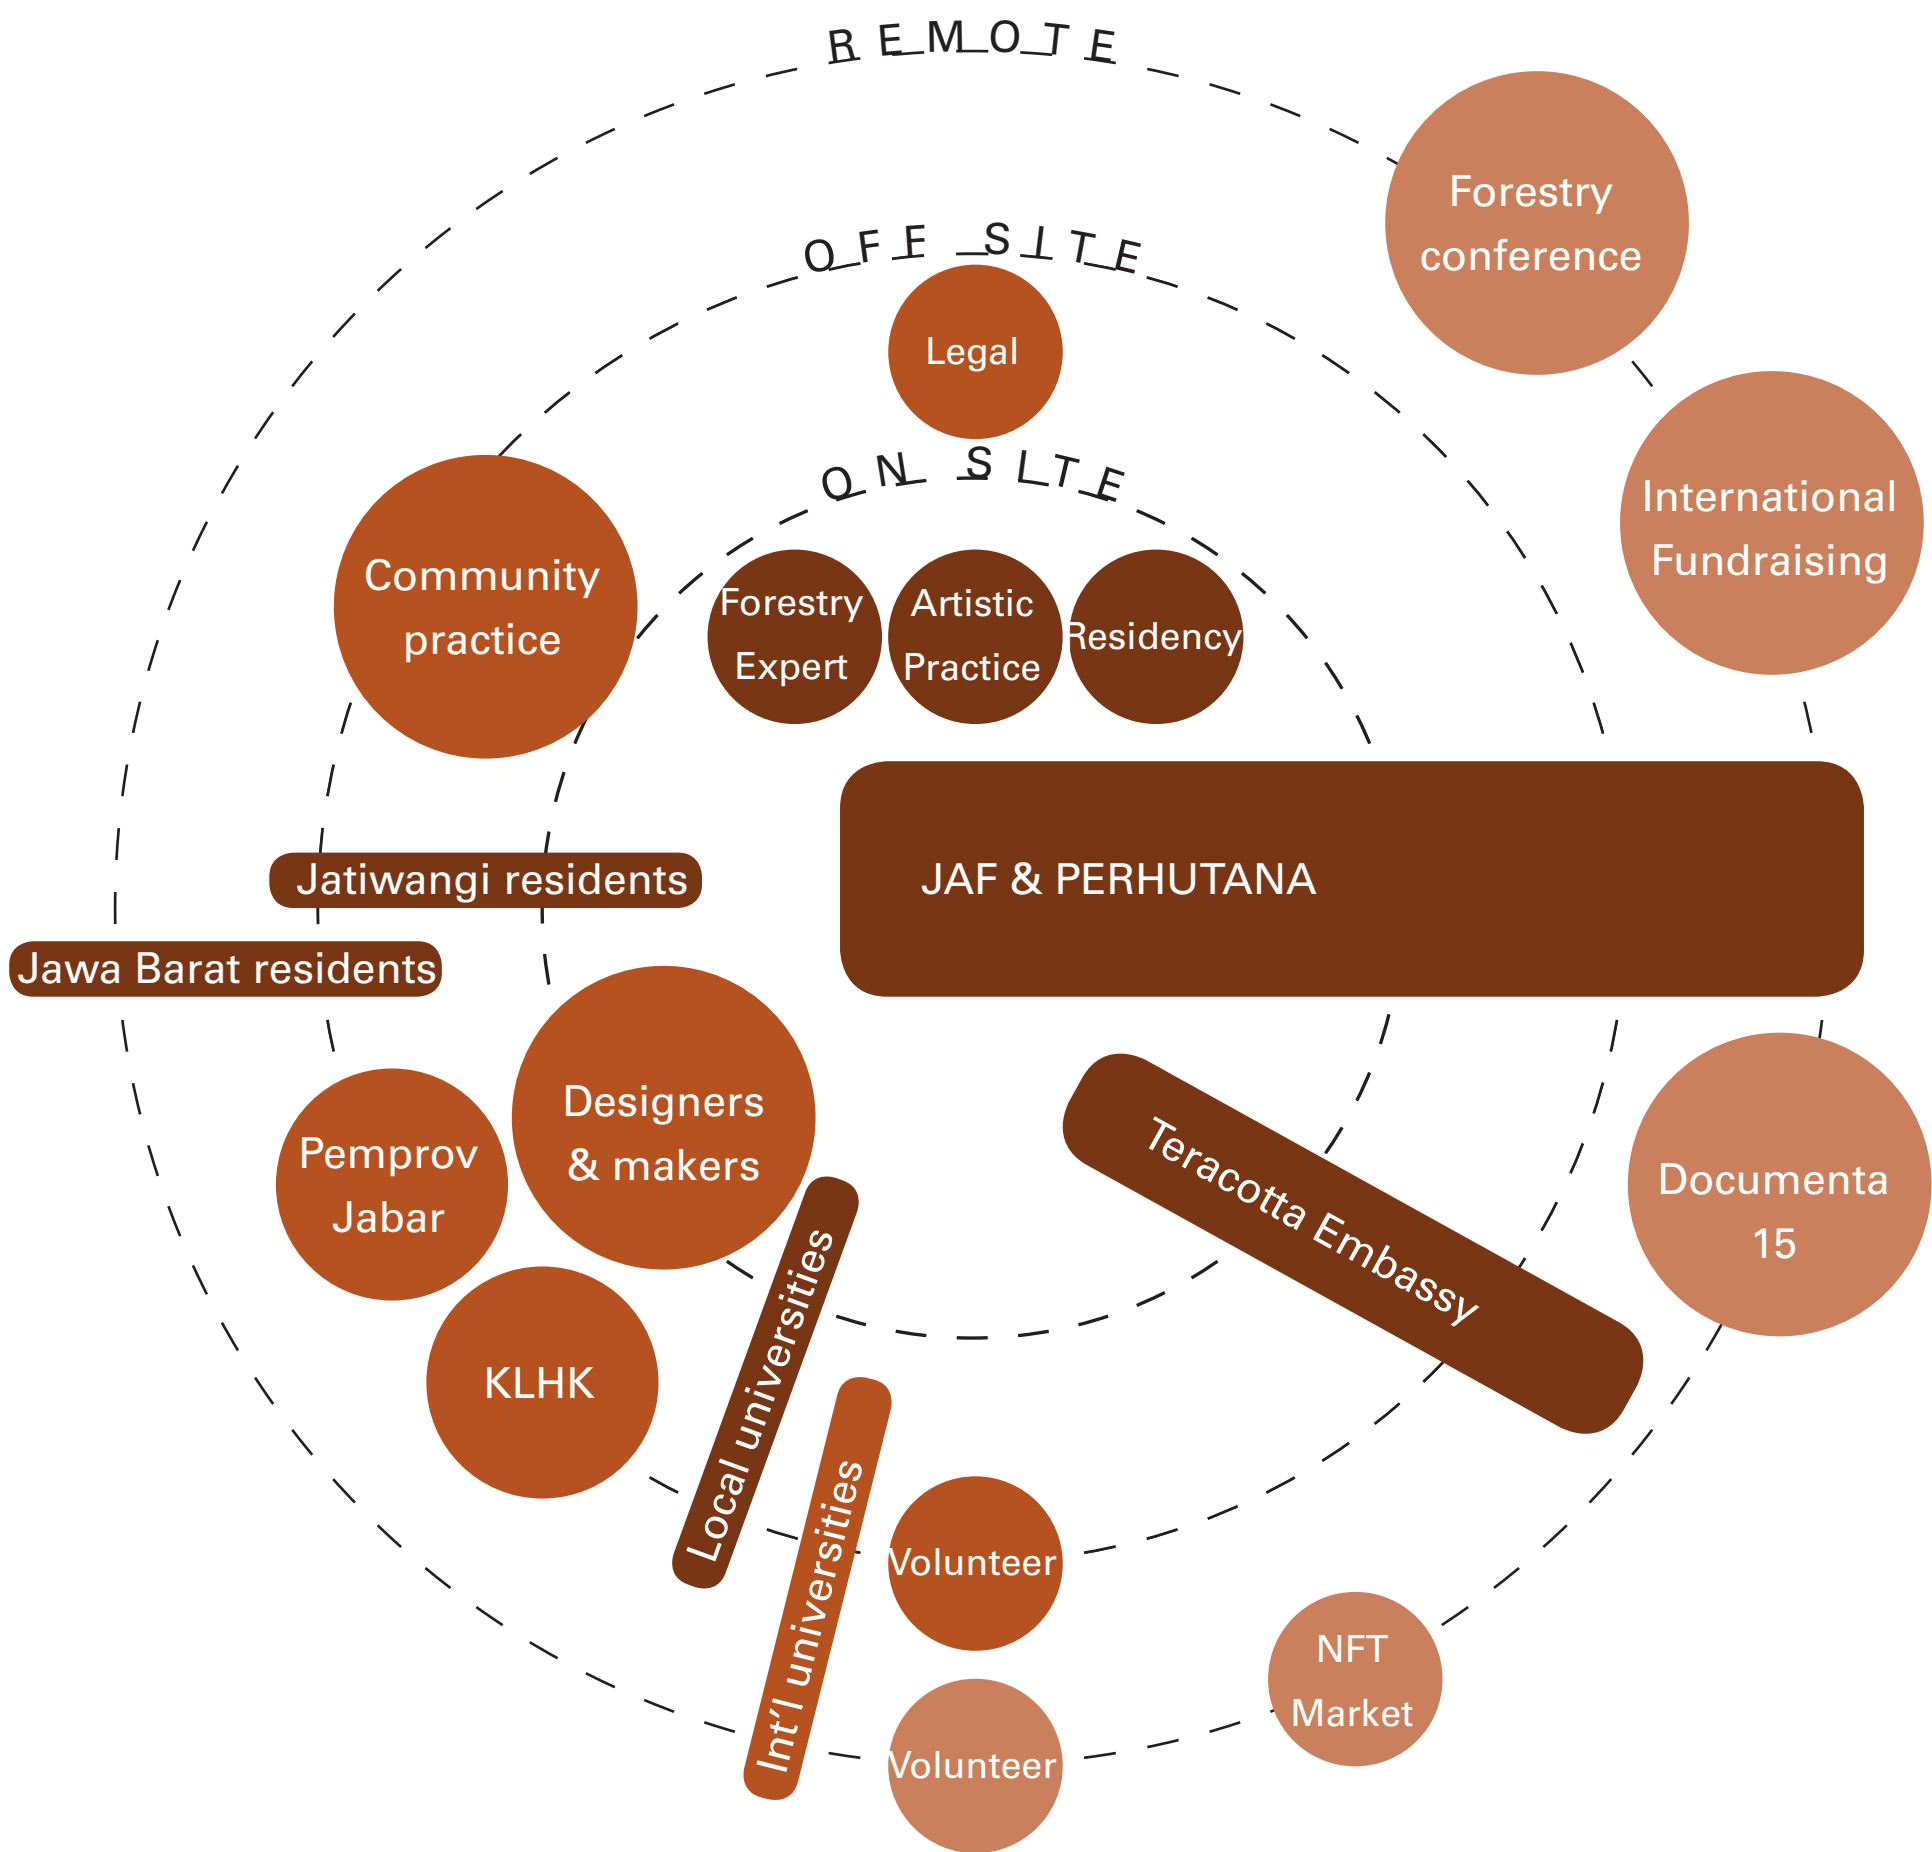 REMOTE
Forestry
conference
OFF SITE
Legal
ON SITE
International
Fundraising
Community
practice
Forestry
Expert
Artistic
Practice
Residency
JAF & PERHUTANA
Jatiwangi residents
Jawa Barat residents
Designers
& makers
Pemprov
Jabar
Teracotta Embassy
Documenta
15
KLHK
Local universities
Int'l universities
Volunteer
NFT
Market
Volunteer